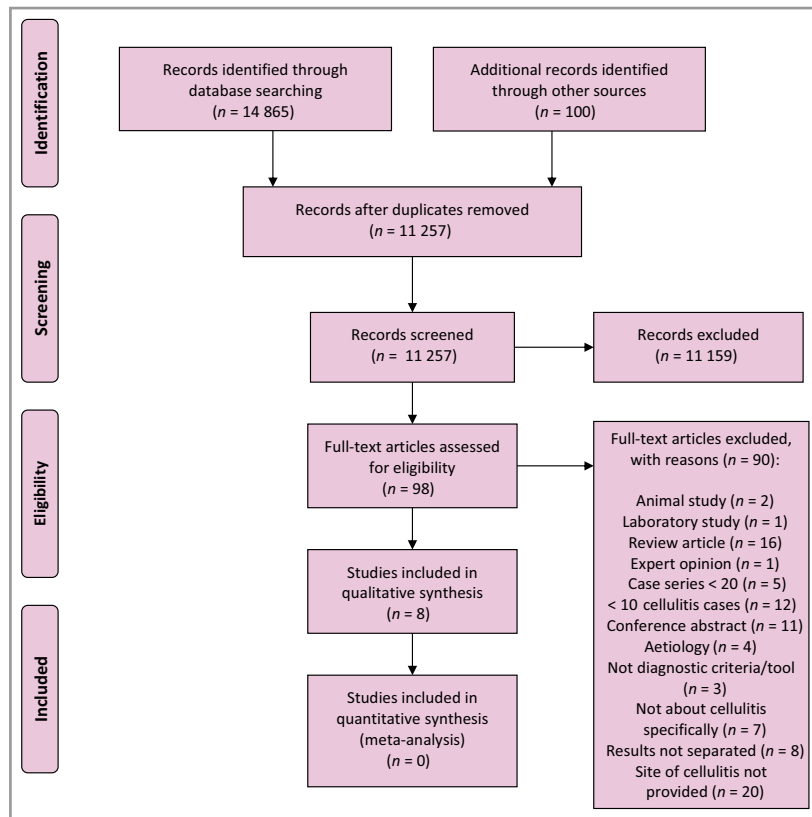 Identification
Records identified through
database searching
(n = 14 865)
Additional records identified
through other sources
(n = 100)
Records after duplicates removed
(n = 11 257)
Screening
Records screened
(n = 11 257)
Records excluded
(n = 11 159)
Eligibility
Full-text articles assessed
for eligibility
(n = 98)
Full-text articles excluded,
with reasons (n = 90):
Animal study (n = 2)
Laboratory study (n = 1)
Review article (n = 16)
Expert opinion (n = 1)
Case series < 20 (n = 5)
< 10 cellulitis cases (n = 12)
Conference abstract (n = 11)
Aetiology (n = 4)
Not diagnostic criteria/tool
(n = 3)
Not about cellulitis
specifically (n = 7)
Results not separated (n = 8)
Site of cellulitis not
provided (n = 20)
Studies included in
qualitative synthesis
(n = 8)
Included
Studies included in
quantitative synthesis
(meta-analysis)
(n = 0)